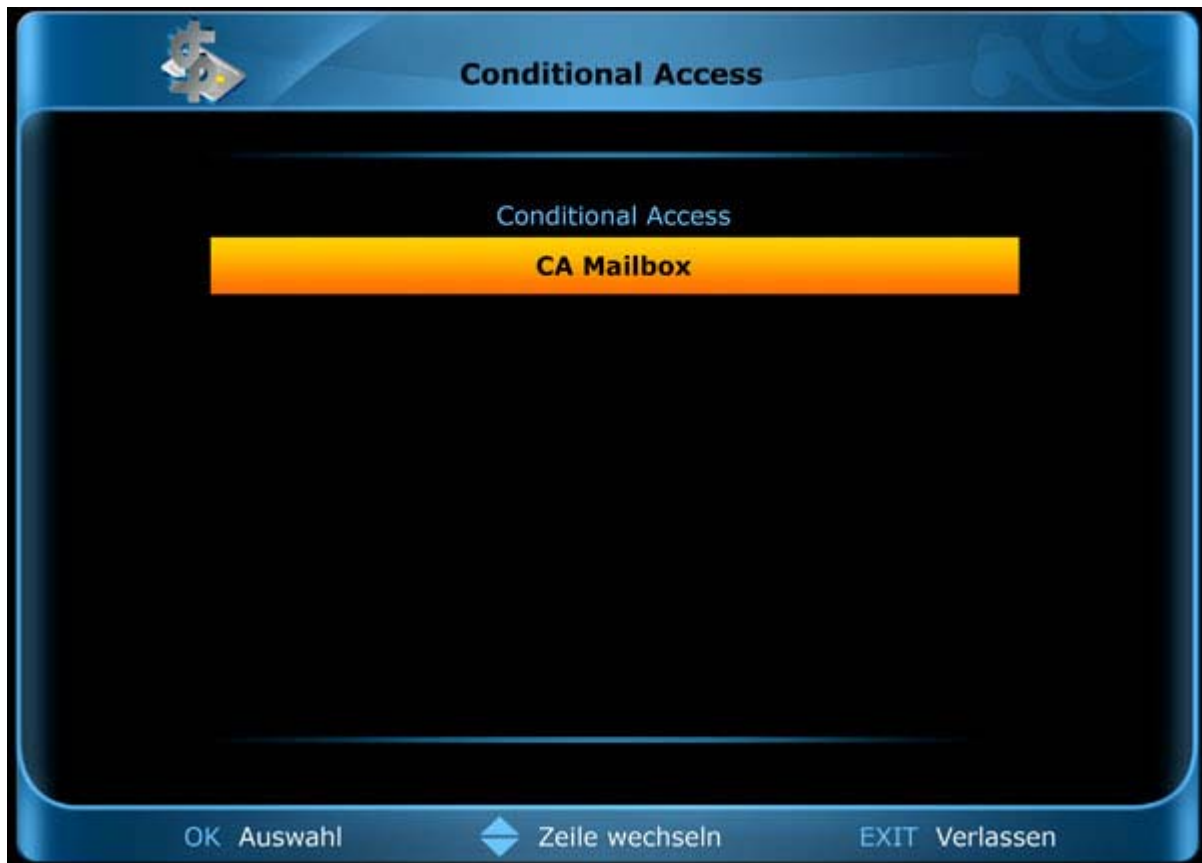 Conditional Access
Conditional Access
CA Mailbox
OK Auswahl Zeile wechseln EXIT Verlassen